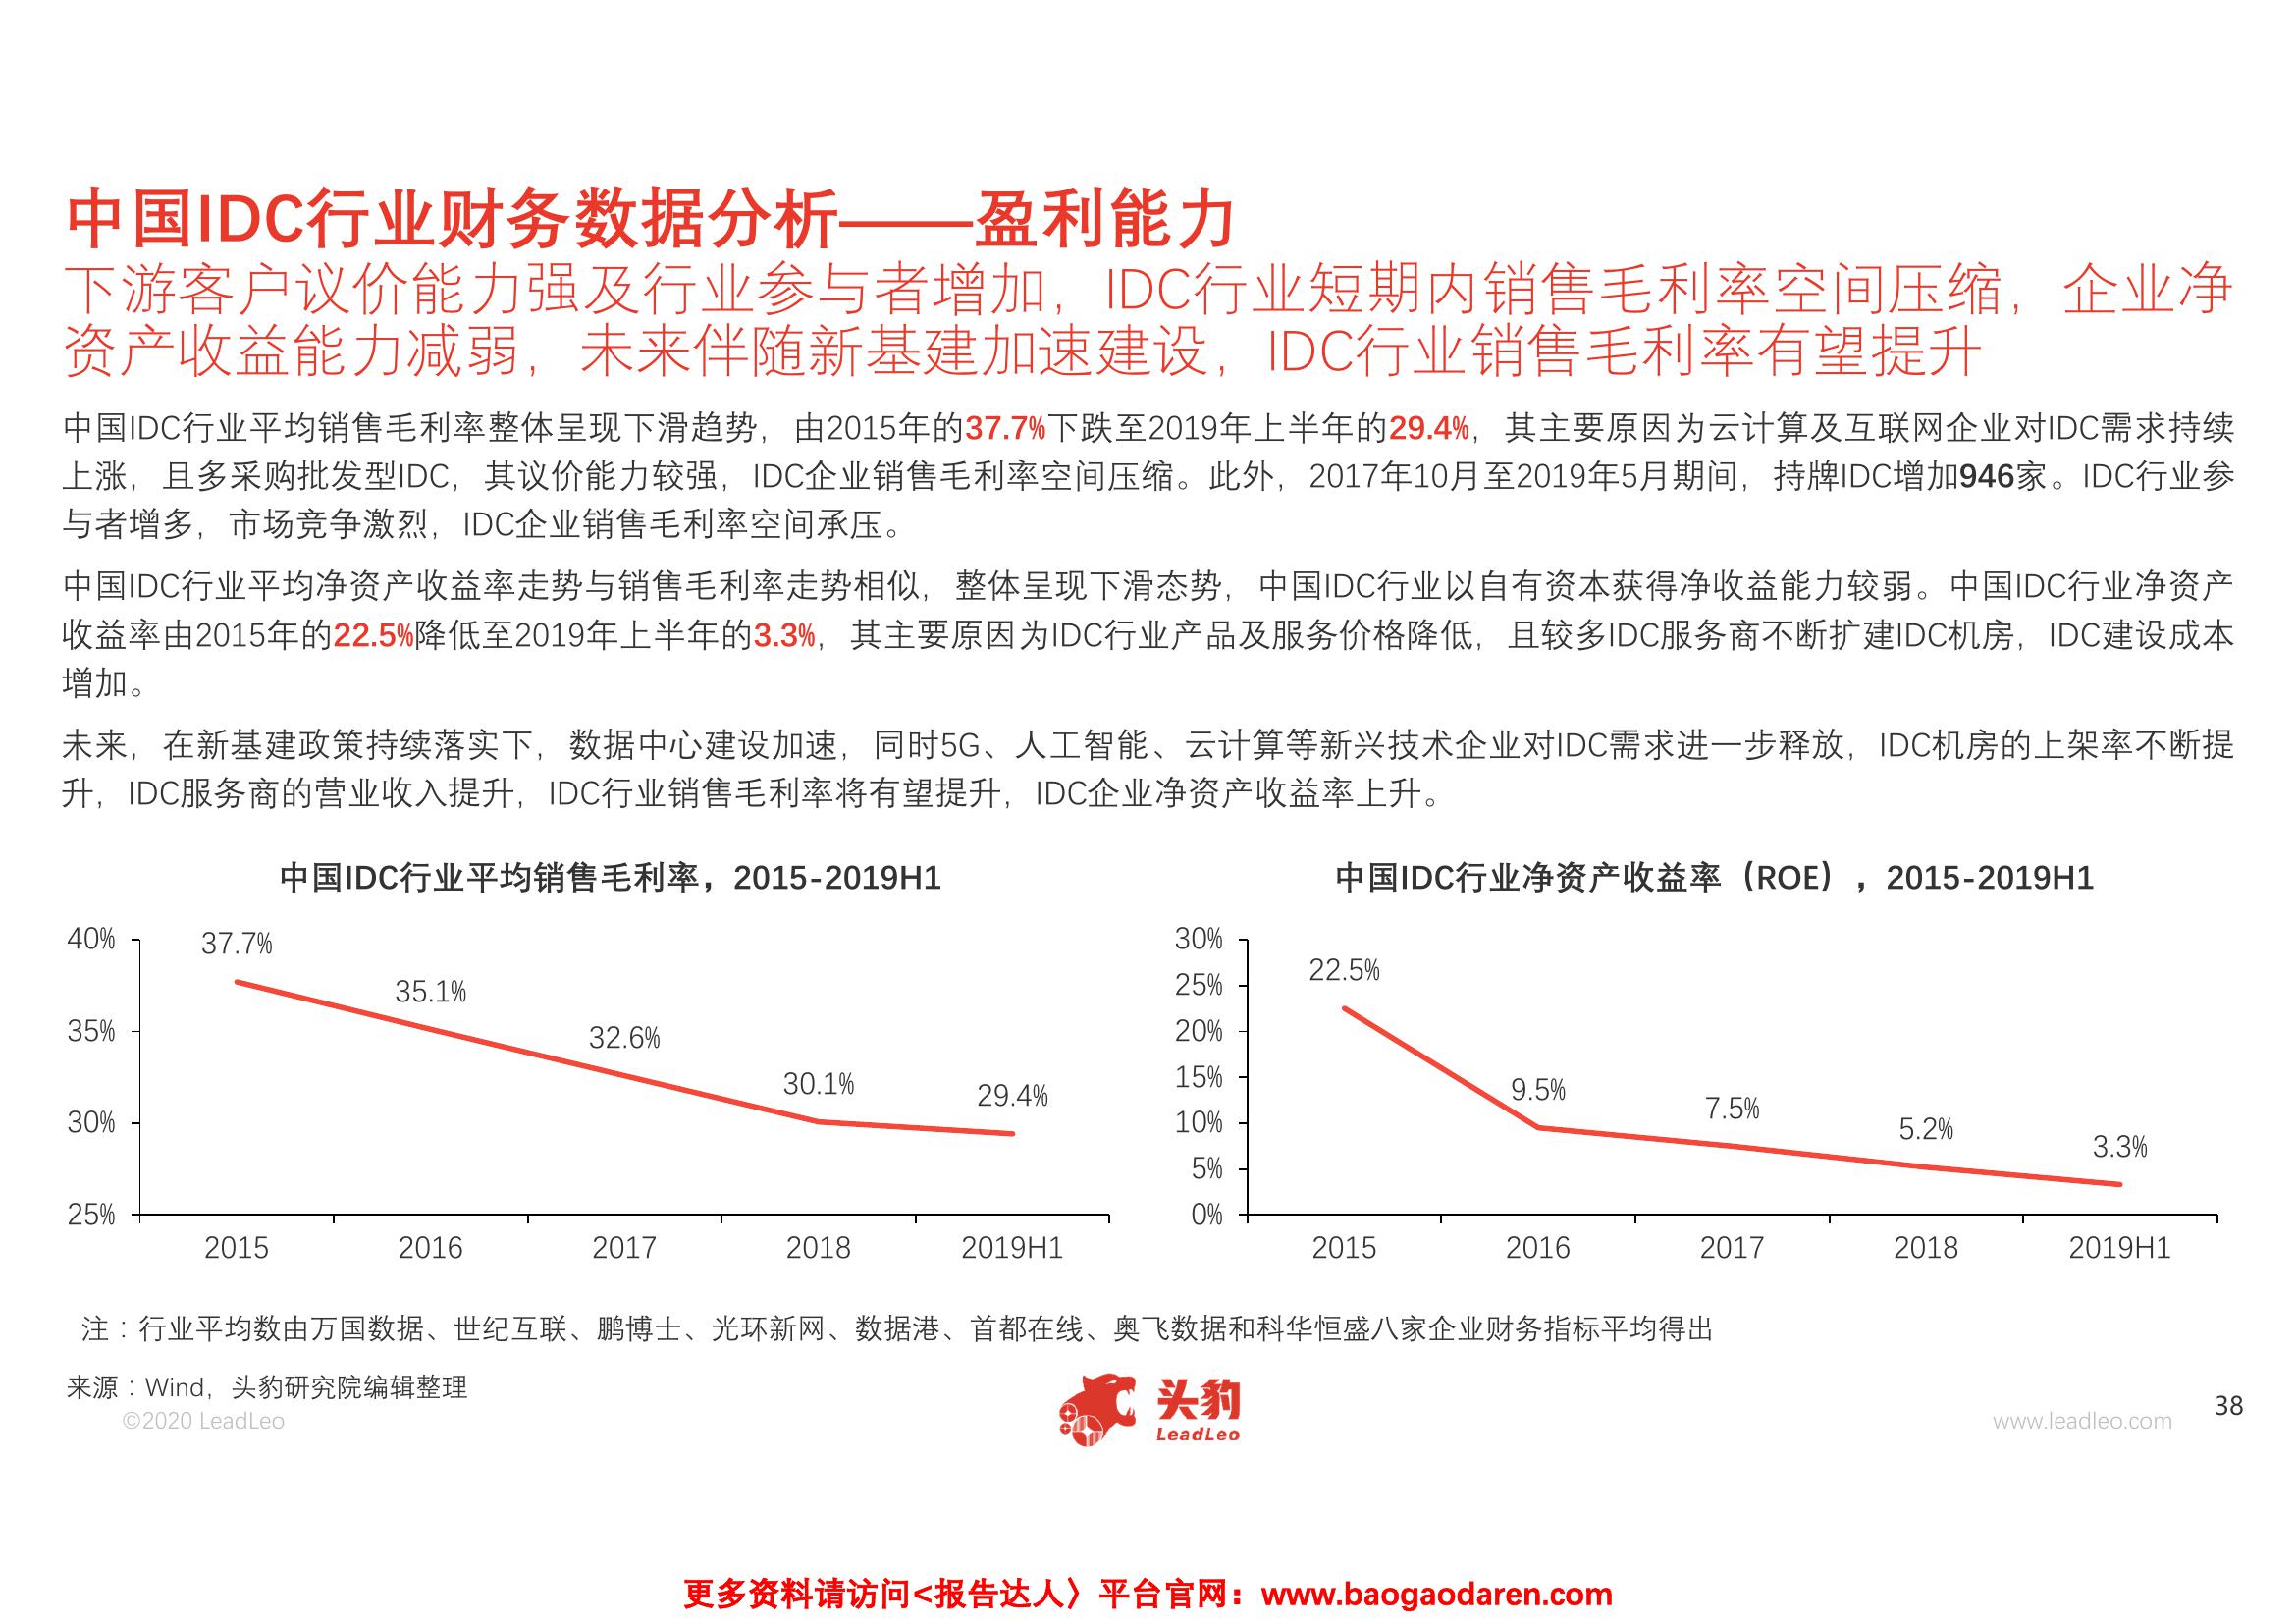 中国IDC行业财务数据分析——盈利能力
下游客户议价能力强及行业参与者增加，IDC行业短期内销售毛利率空间压缩，企业净
资产收益能力减弱，未来伴随新基建加速建设，IDC行业销售毛利率有望提升
中国IDC行业平均销售毛利率整体呈现下滑趋势，由2015年的37.7%下跌至2019年上半年的29.4%，其主要原因为云计算及互联网企业对IDC需求持续
上涨，且多采购批发型IDC，其议价能力较强，IDC企业销售毛利率空间压缩。此外，2017年10月至2019年5月期间，持牌IDC增加946家。IDC行业参
与者增多，市场竞争激烈，IDC企业销售毛利率空间承压。
中国IDC行业平均净资产收益率走势与销售毛利率走势相似，整体呈现下滑态势，中国IDC行业以自有资本获得净收益能力较弱。中国IDC行业净资产
收益率由2015年的22.5%降低至2019年上半年的3.3%，其主要原因为IDC行业产品及服务价格降低，且较多IDC服务商不断扩建IDC机房，IDC建设成本
增加。
未来，在新基建政策持续落实下，数据中心建设加速，同时5G、人工智能、云计算等新兴技术企业对IDC需求进一步释放，IDC机房的上架率不断提
升，IDC服务商的营业收入提升，IDC行业销售毛利率将有望提升，IDC企业净资产收益率上升。
中国IDC行业平均销售毛利率，2015-2019H1
40%
35%
30%
25%
37.7%
35.1%
32.6%
30.1%
29.4%
2015 2016 2017 2018 2019H1
中国IDC行业净资产收益率（ROE），2015-2019H1
30%
25%
20%
15%
10%
5%
0%
22.5%
9.5%
7.5%
5.2%
3.3%
2015 2016 2017 2018 2019H1
注：行业平均数由万国数据、世纪互联、鹏博士、光环新网、数据港、首都在线、奥飞数据和科华恒盛八家企业财务指标平均得出
来源：Wind，头豹研究院编辑整理
©2020 LeadLeo
头豹
LeadLeo
www.leadleo.com
38
更多资料请访问<报告达人〉平台官网：www.baogaodaren.com